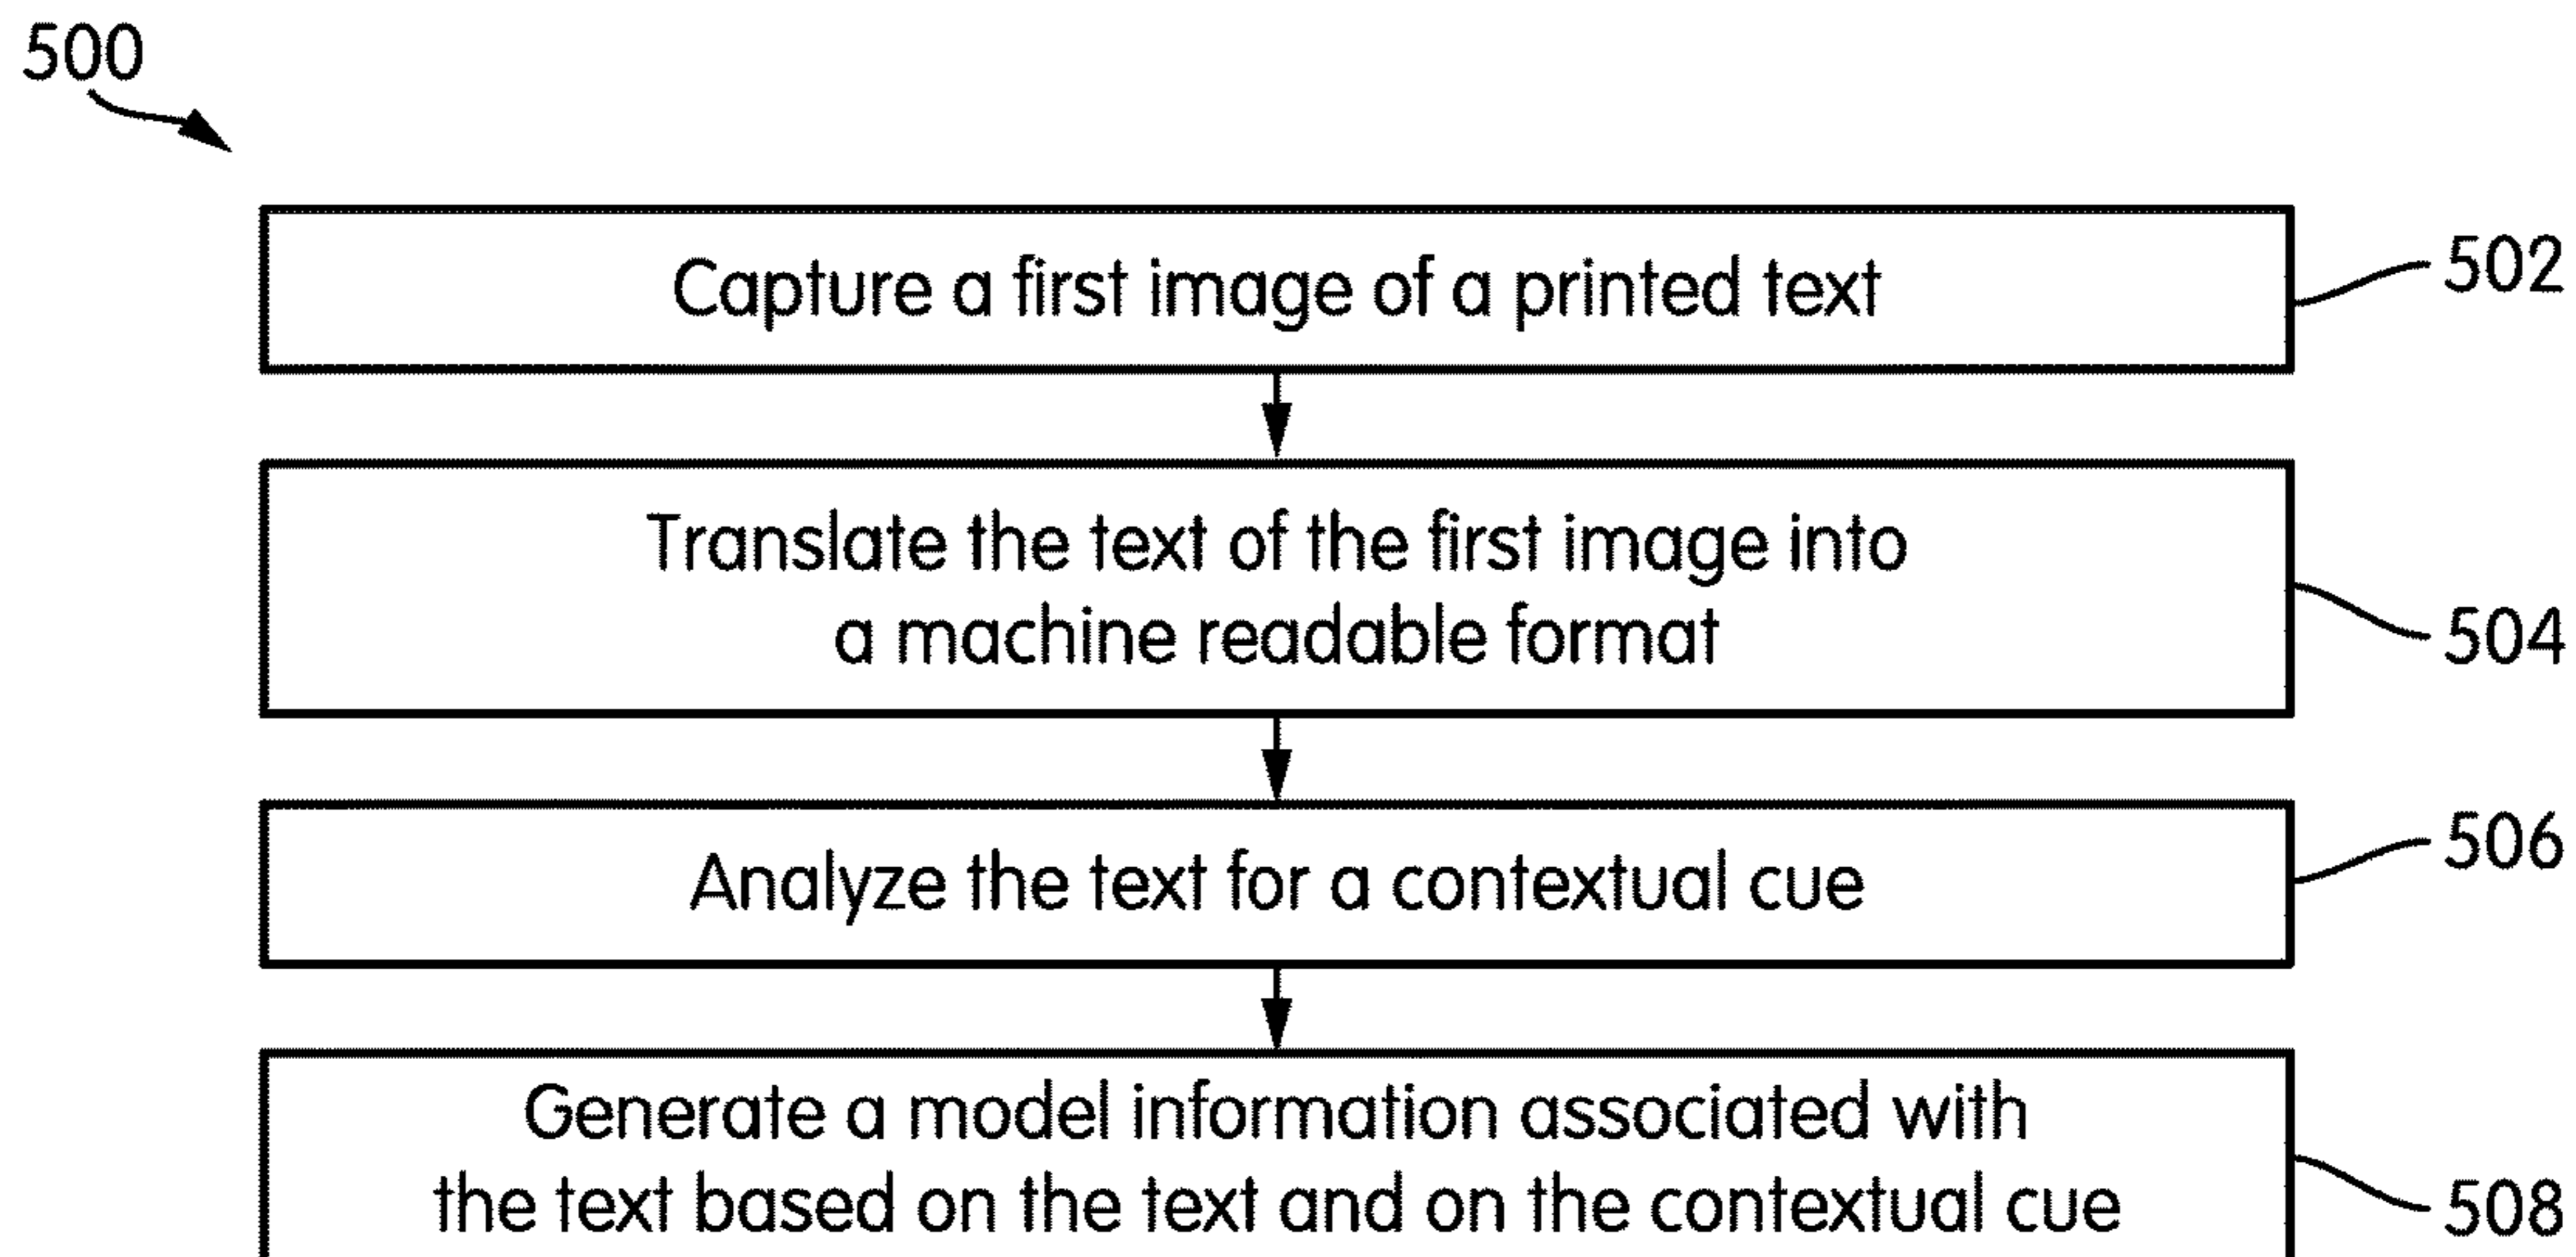 500
Capture a first image of a printed text
502
Translate the text of the first image into
a machine readable format
504
Analyze the text for a contextual cue
506
Generate a model information associated with
the text based on the text and on the contextual cue
508